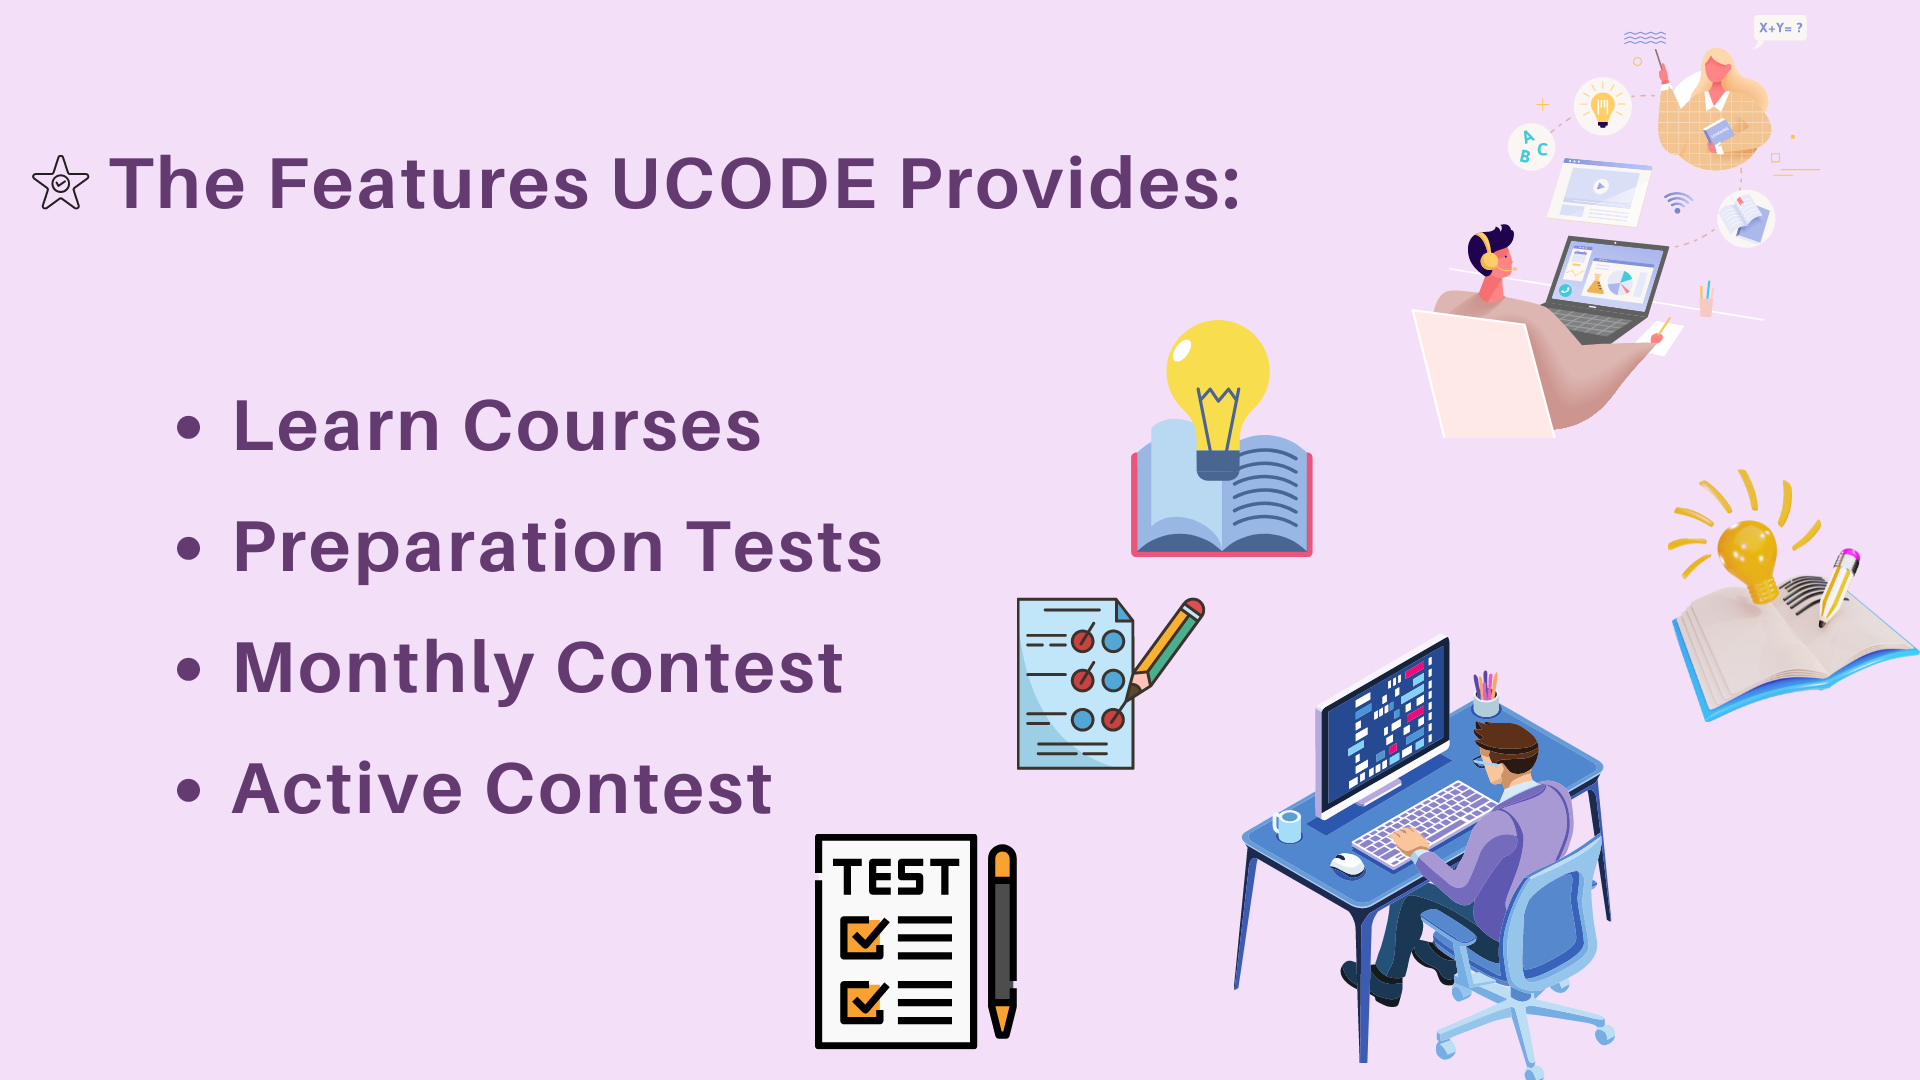 X+Y= ?
The Features UCODE Provides:
A
B C
• Learn Courses
• Preparation Tests
• Monthly Contest
• Active Contest
TEST